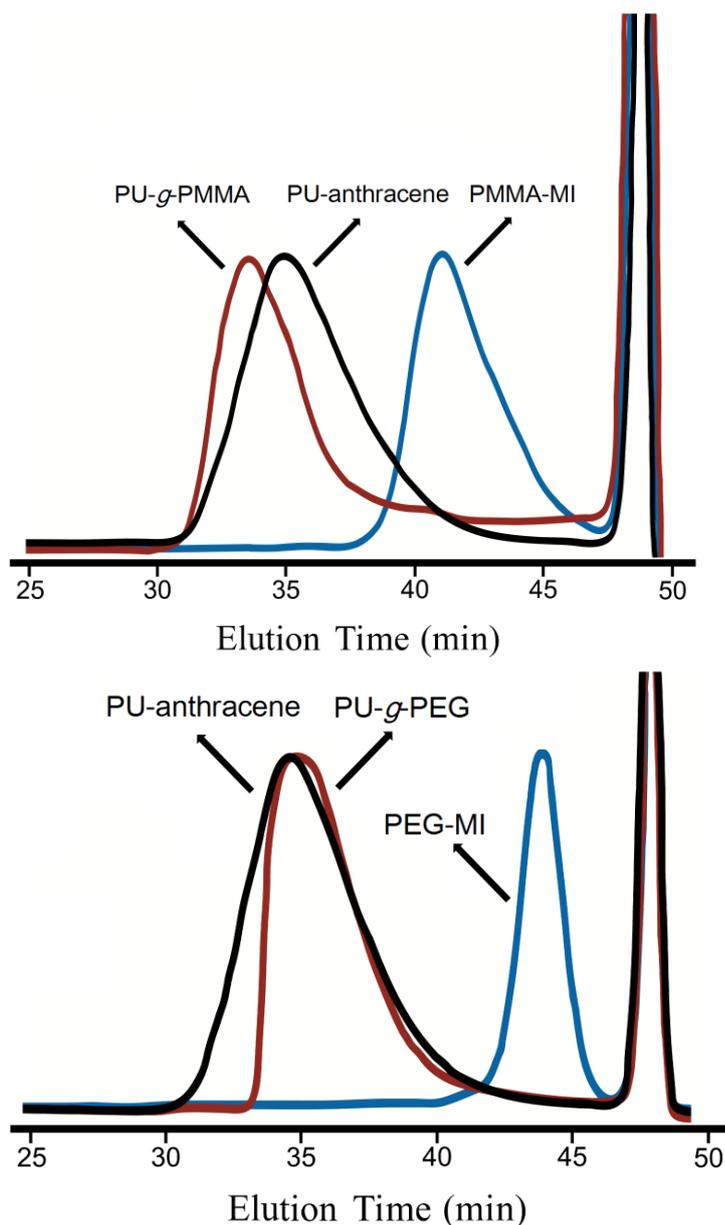 PU-g-PMMA PU-anthracene PMMA-MI
25 30 35 40 45 50
Elution Time (min)
PU-anthracene PU-g-PEG
PEG-MI
25 30 35 40 45 50
Elution Time (min)